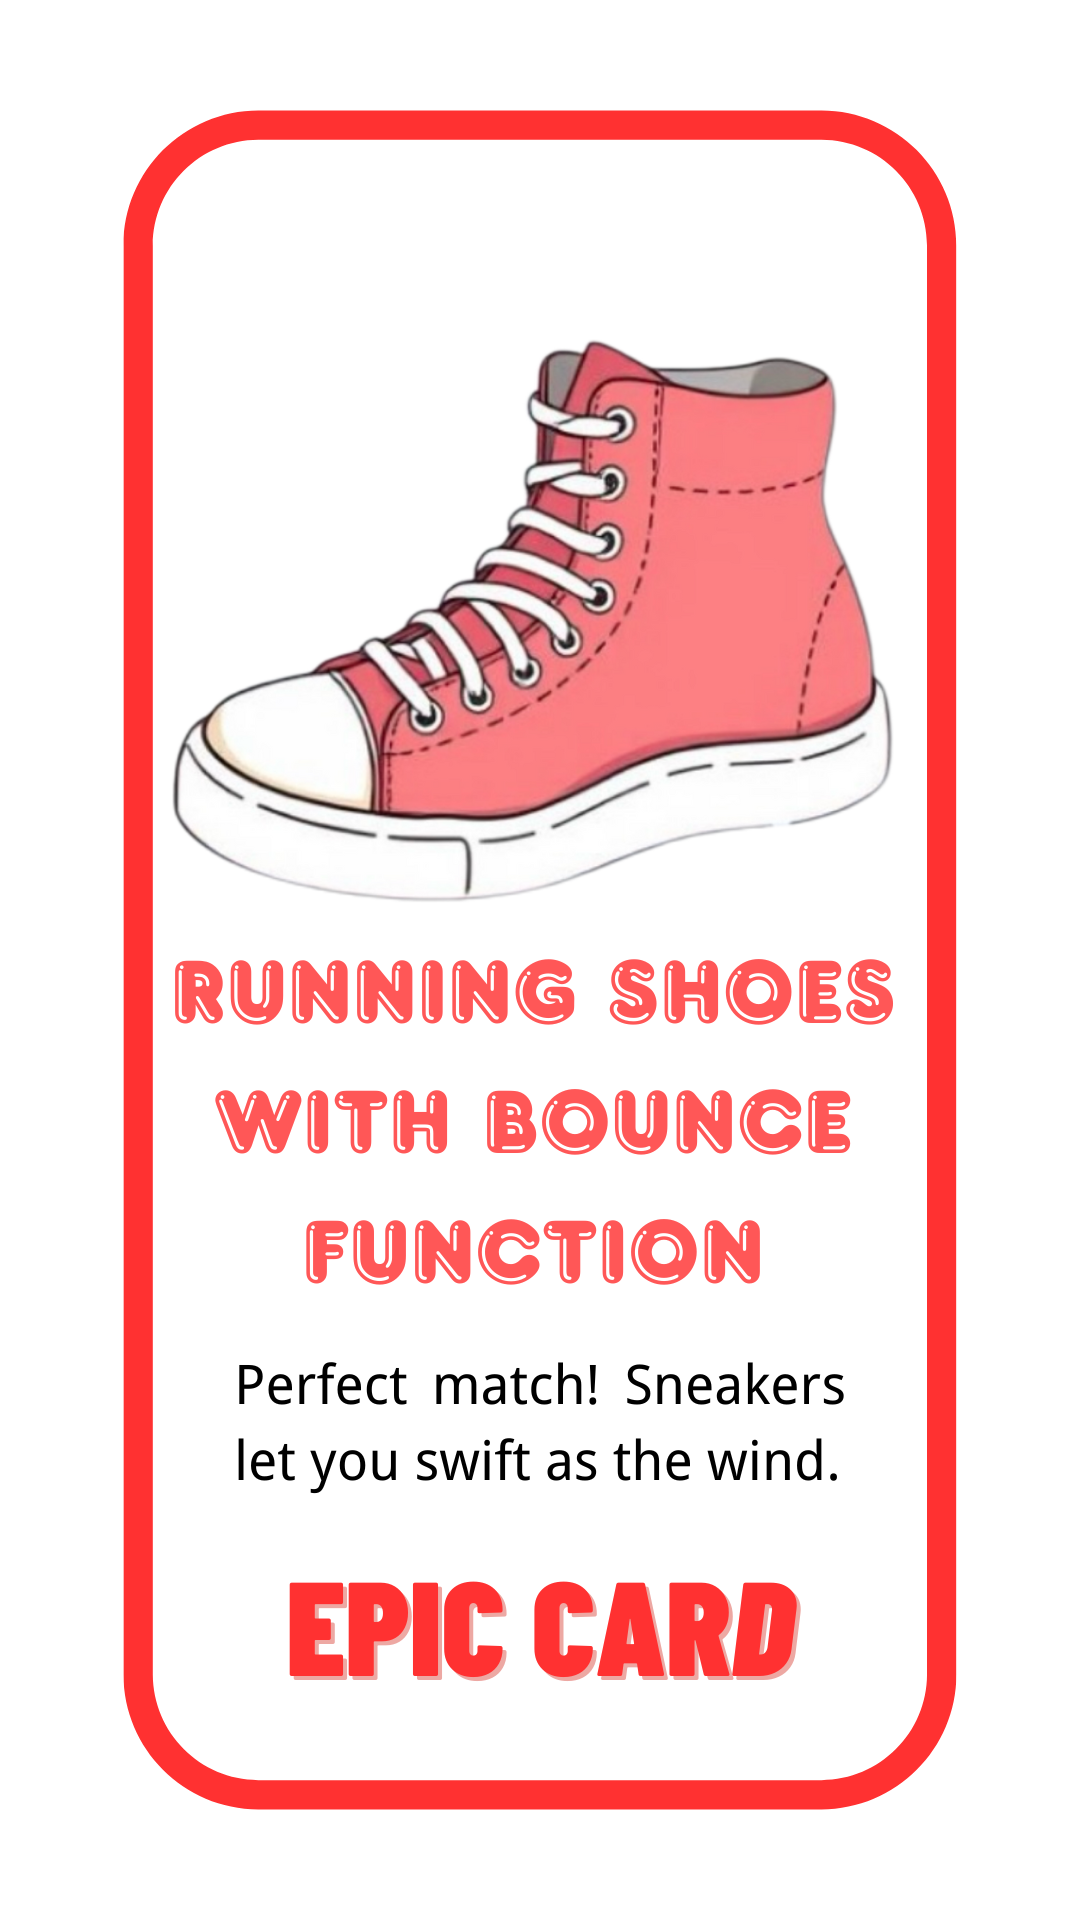 RUNNING SHOES
WITH BOUNCE
FUNCTION
Perfect match! Sneakers
let you swift as the wind.
EPIC CARD